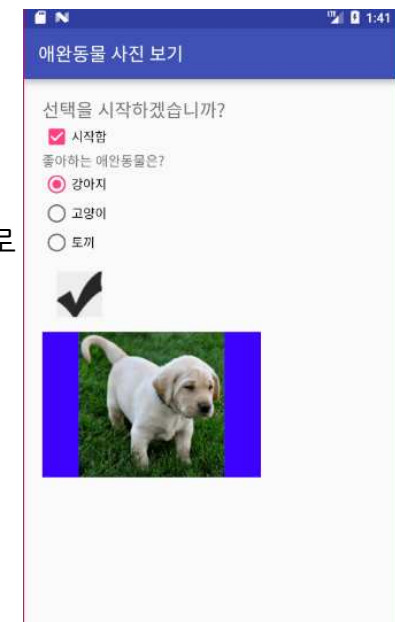 1:41
애완동물 사진 보기
선택을 시작하겠습니까?
시작함
좋아하는 애완동물은?
강아지
고양이
로
토끼